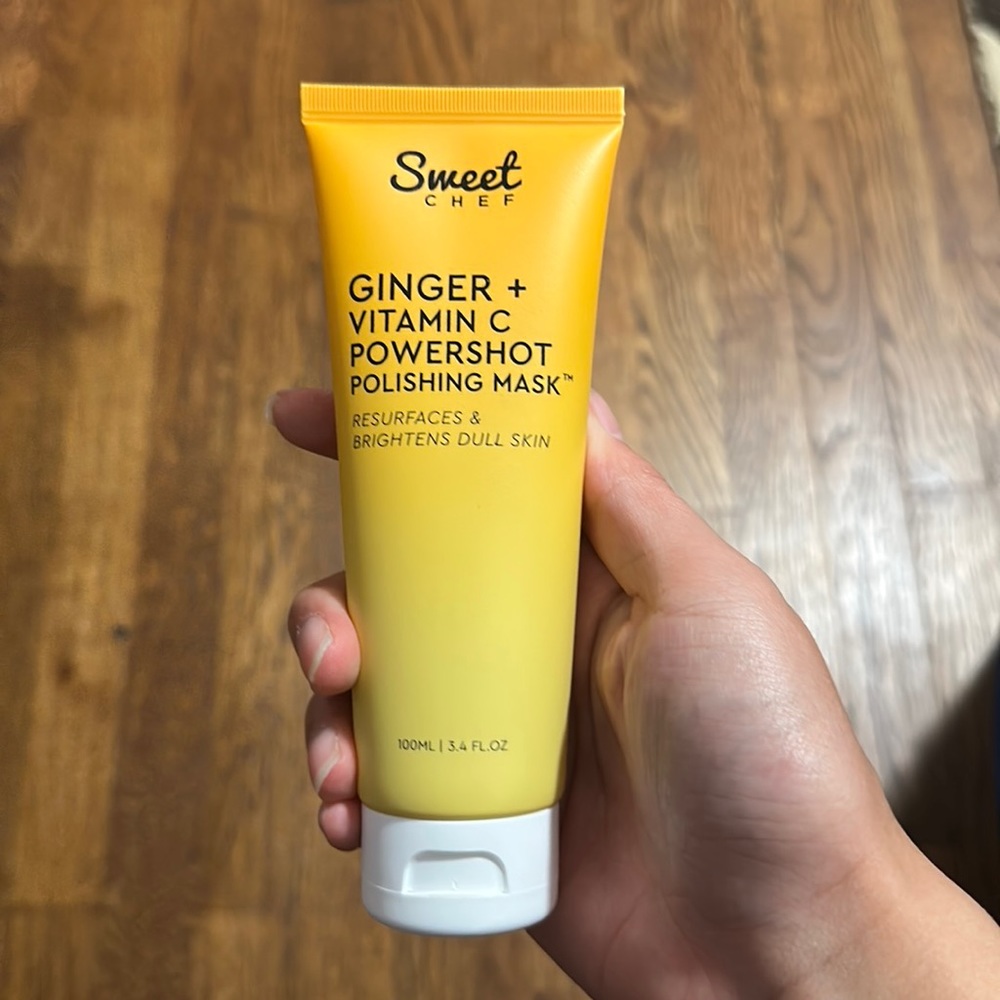 Sweet
CHEF
GINGER +
VITAMIN C
POWERSHOT
POLISHING MASK™
RESURFACES &
BRIGHTENS DULL SKIN
100ML | 3.4 FL.OZ